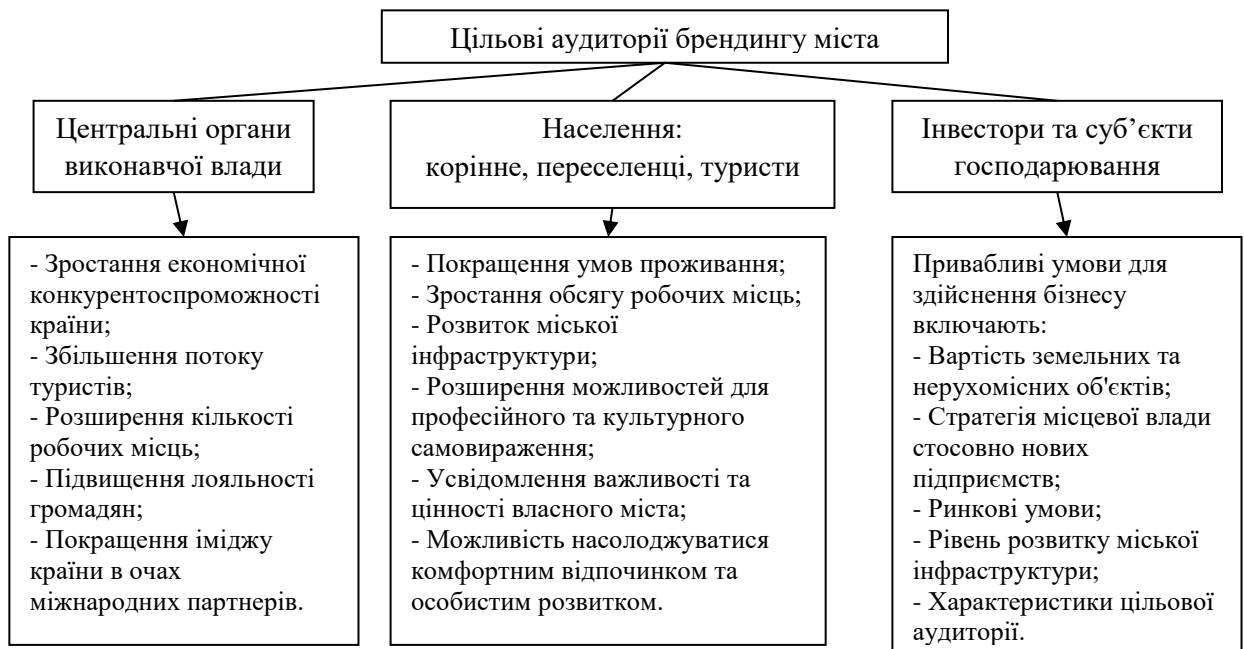 Цільові аудиторії брендингу міста
Центральні органи
виконавчої влади
Населення:
корінне, переселенці, туристи
Інвестори та суб’єкти
господарювання
- Зростання економічної
конкурентоспроможності
країни;
- Збільшення потоку
туристів;
- Розширення кількості
робочих місць;
- Підвищення лояльності
громадян;
- Покращення іміджу
країни в очах
міжнародних партнерів.
- Покращення умов проживання;
- Зростання обсягу робочих місць;
- Розвиток міської
інфраструктури;
- Розширення можливостей для
професійного та культурного
самовираження;
- Усвідомлення важливості та
цінності власного міста;
- Можливість насолоджуватися
комфортним відпочинком та
особистим розвитком.
Привабливі умови для
здійснення бізнесу
включають:
- Вартість земельних та
нерухомісних об'єктів;
- Стратегія місцевої влади
стосовно нових
підприємств;
- Ринкові умови;
- Рівень розвитку міської
інфраструктури;
- Характеристики цільової
аудиторії.